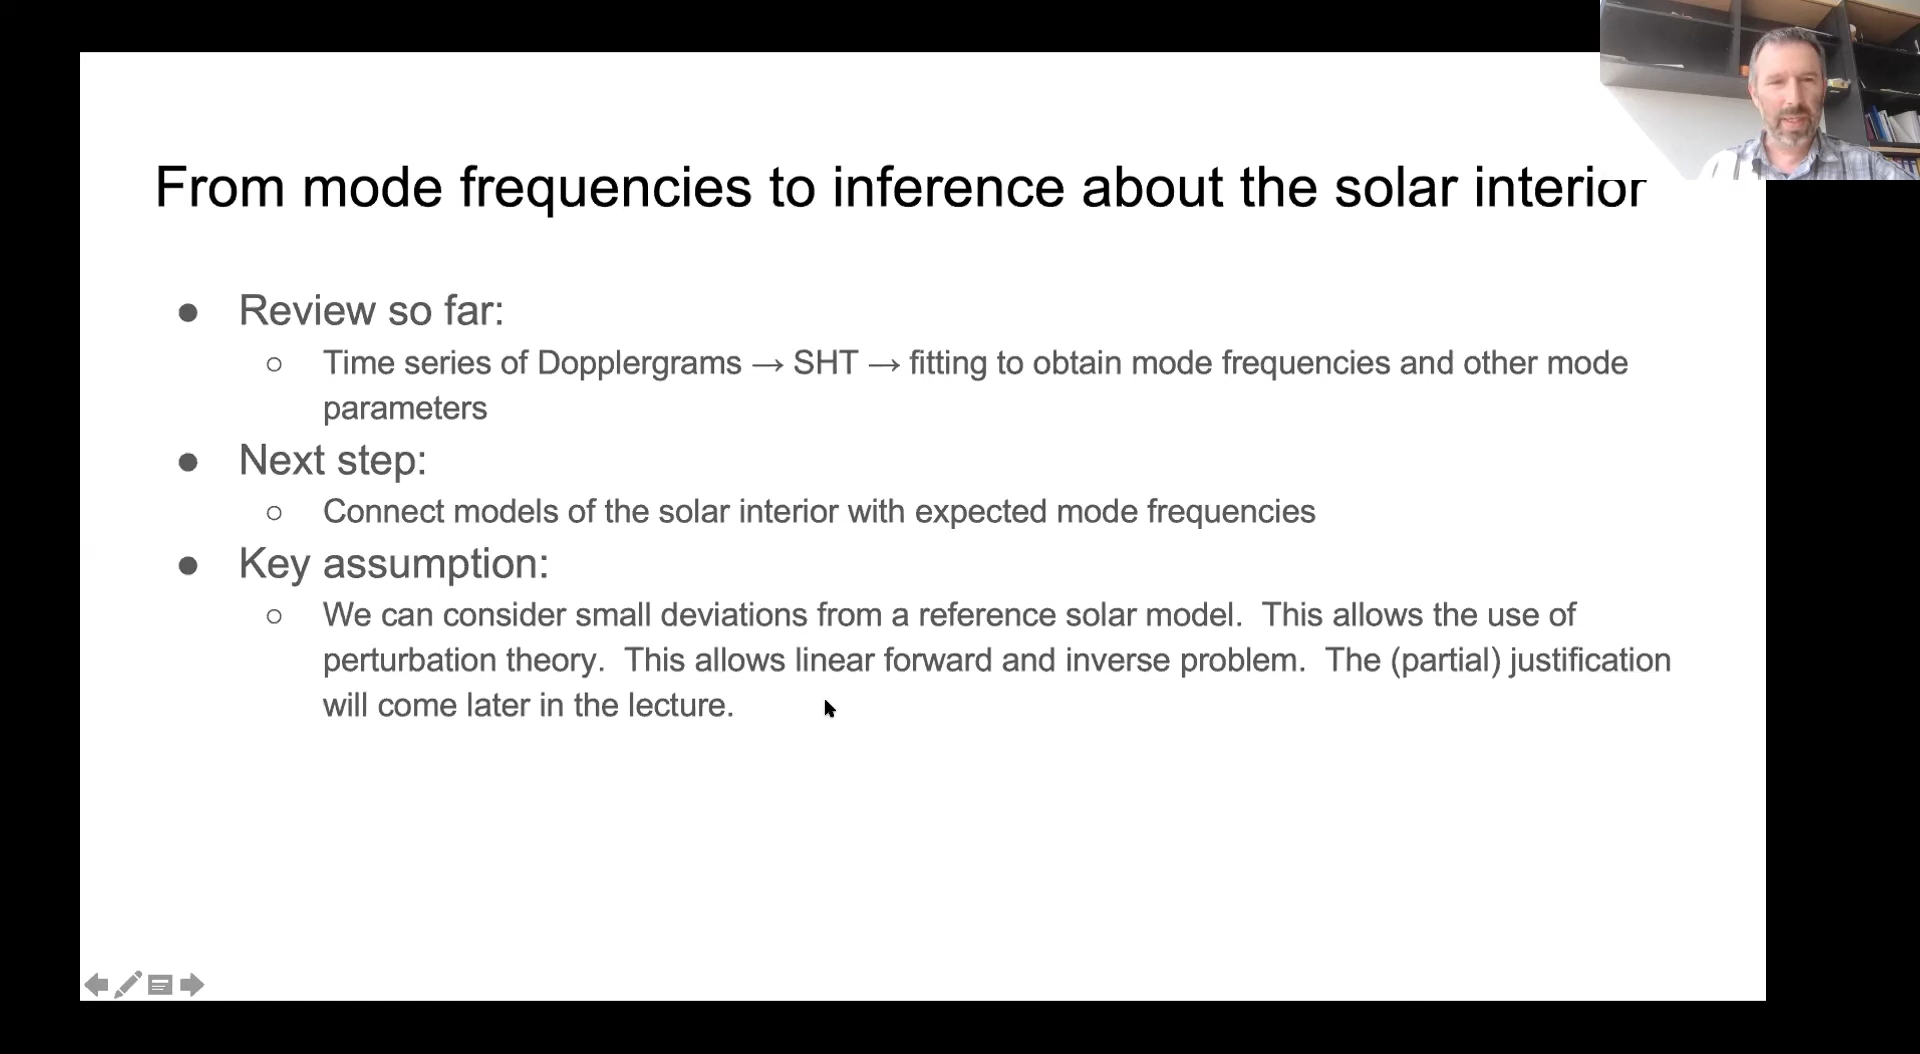 From mode frequencies to inference about the solar interior
● Review so far:
○ Time series of Dopplergrams → SHT → fitting to obtain mode frequencies and other mode
parameters
● Next step:
○ Connect models of the solar interior with expected mode frequencies
● Key assumption:
○ We can consider small deviations from a reference solar model.  This allows the use of
perturbation theory.  This allows linear forward and inverse problem.  The (partial) justification
will come later in the lecture.